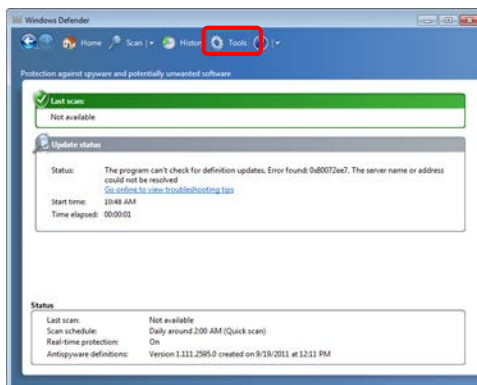 Windows Defender
Home Scan History Tools
Protection against spyware and potentially unwanted software
Last scan:
Not available
Update status
Status: The program can't check for definition updates. Error found: 0x80072ee7. The server name or address
could not be resolved
Go online to view troubleshooting tips
Start time: 10:48 AM
Time elapsed: 00:00:01
Status
Last scan: Not available
Scan schedule: Daily around 2:00 AM (Quick scan)
Real-time protection: On
Antispyware definitions: Version 1.111.2595.0 created on 9/19/2011 at 12:11 PM